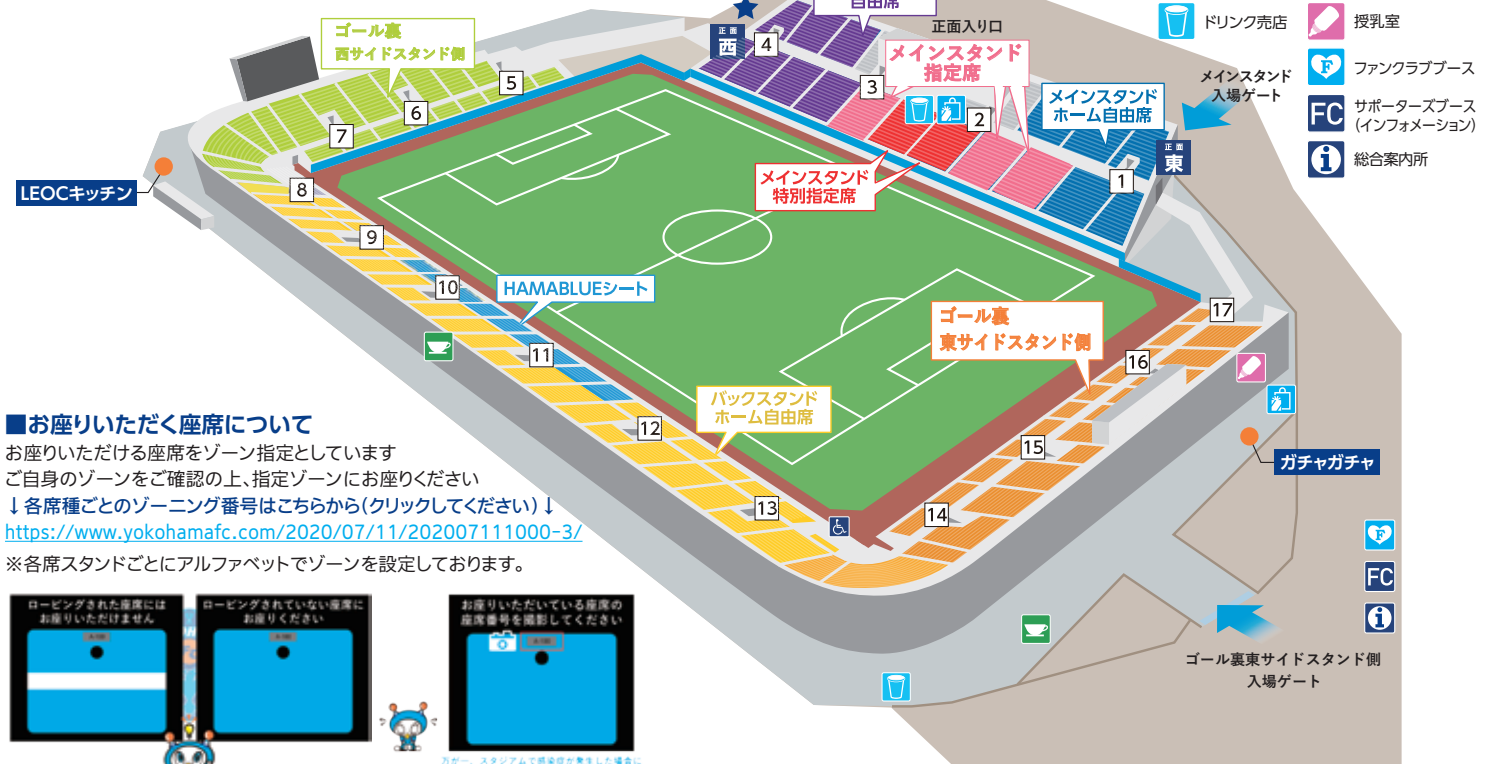 自由席
正面入り口
ドリンク売店
授乳室
ファンクラブブース
FC
サポーターズブース
(インフォメーション)
総合案内所
メインスタンド
入場ゲート
ゴール裏
西サイドスタンド側
正面
西
4
3
メインスタンド
指定席
2
メインスタンド
ホーム自由席
正面
東
1
5
6
7
LEOCキッチン
8
メインスタンド
特別指定席
9
10
HAMABLUEシート
11
ゴール裏
東サイドスタンド側
17
16
バックスタンド
ホーム自由席
12
13
15
14
ガチャガチャ
■お座りいただく座席について
お座りいただける座席をゾーン指定としています
ご自身のゾーンをご確認の上、指定ゾーンにお座りください
↓各席種ごとのゾーニング番号はこちらから(クリックしてください)↓
https://www.yokohamafc.com/2020/07/11/202007111000-3/
※各席スタンドごとにアルファベットでゾーンを設定しております。
ロービングされた座席には
お座りいただけません
ロービングされていない座席に
お座りください
お座りいただいている座席の
座席番号を撮影してください
万が一、スタジアムで感染症が発生した場合に
F
FC
ゴール裏東サイドスタンド側
入場ゲート